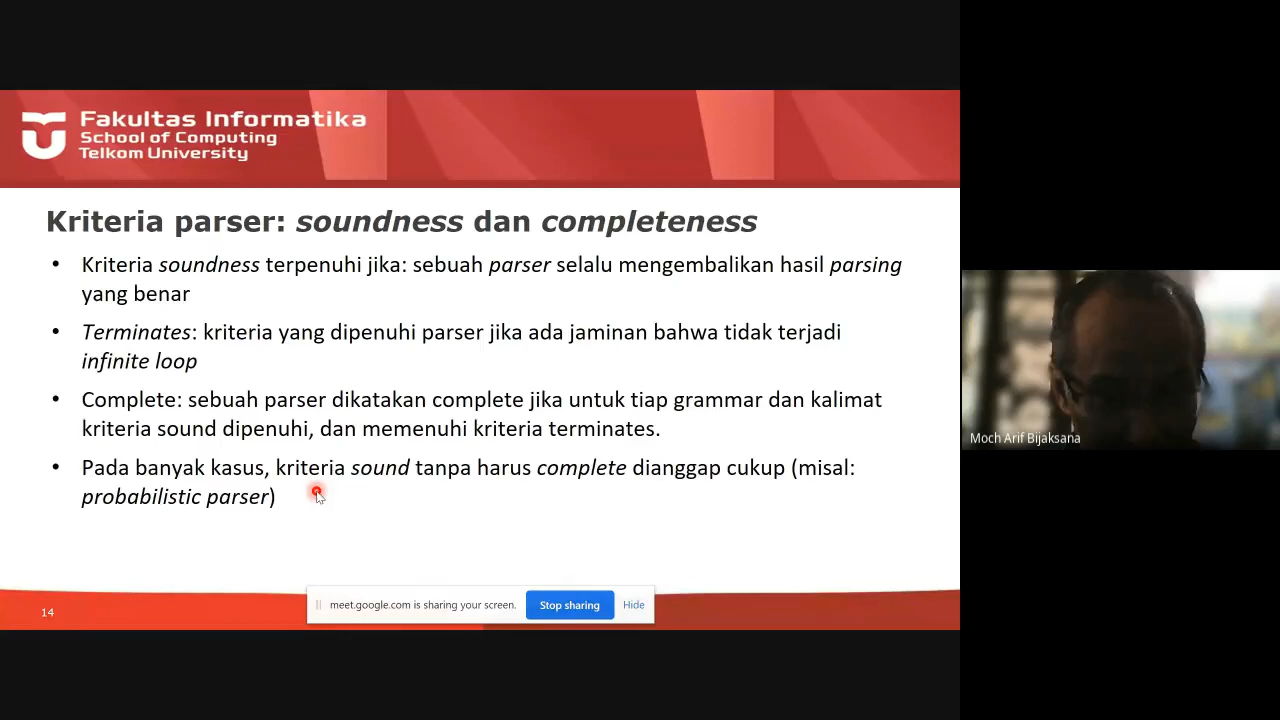 Fakultas Informatika
School of Computing
Telkom University
Kriteria parser: soundness dan completeness
• Kriteria soundness terpenuhi jika: sebuah parser selalu mengembalikan hasil parsing
yang benar
• Terminates: kriteria yang dipenuhi parser jika ada jaminan bahwa tidak terjadi
infinite loop
• Complete: sebuah parser dikatakan complete jika untuk tiap grammar dan kalimat
kriteria sound dipenuhi, dan memenuhi kriteria terminates.
• Pada banyak kasus, kriteria sound tanpa harus complete dianggap cukup (misal:
probabilistic parser)
14
meet.google.com is sharing your screen.
Stop sharing
Hide
Moch Arif Bijaksana